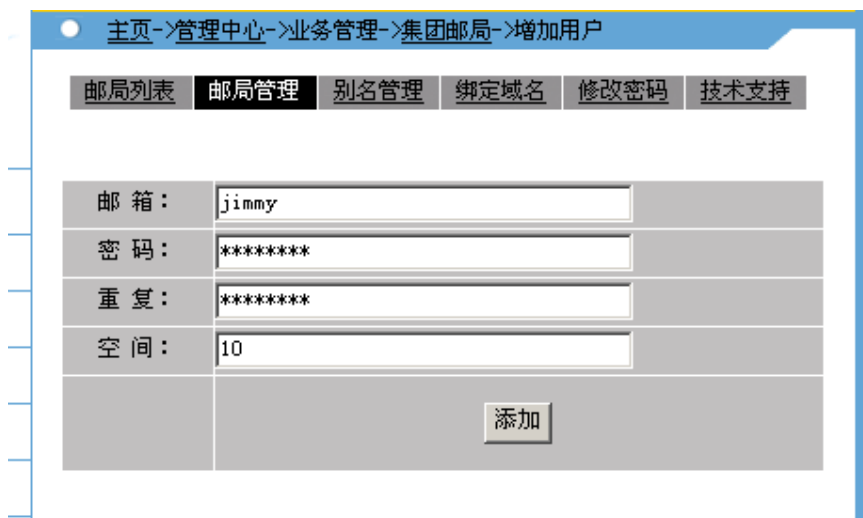 主页->管理中心->业务管理->集团邮局->增加用户
邮局列表 邮局管理 别名管理 绑定域名 修改密码 技术支持
邮 箱： jimmy
密 码： ********
重 复： ********
空 间： 10
添加